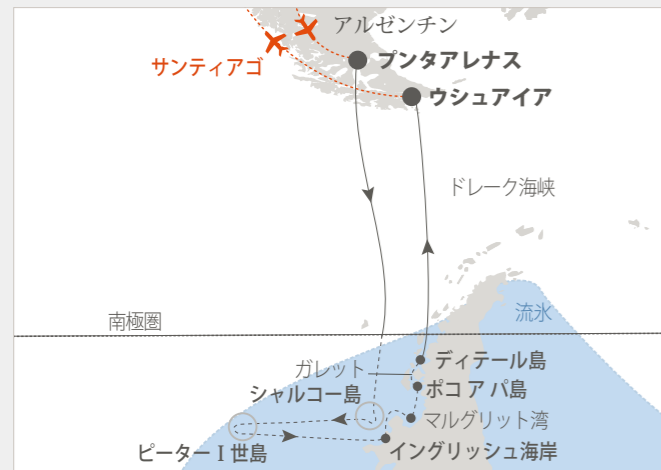 アルゼンチン
サンティアゴ
プンタアレナス
ウシュアイア
ドレーク海峡
南極圏
流氷
ガレット
ディテール島
シャルコー島
ポコ ア パ島
マルグリット湾
ピーター I 世島
イングリッシュ海岸